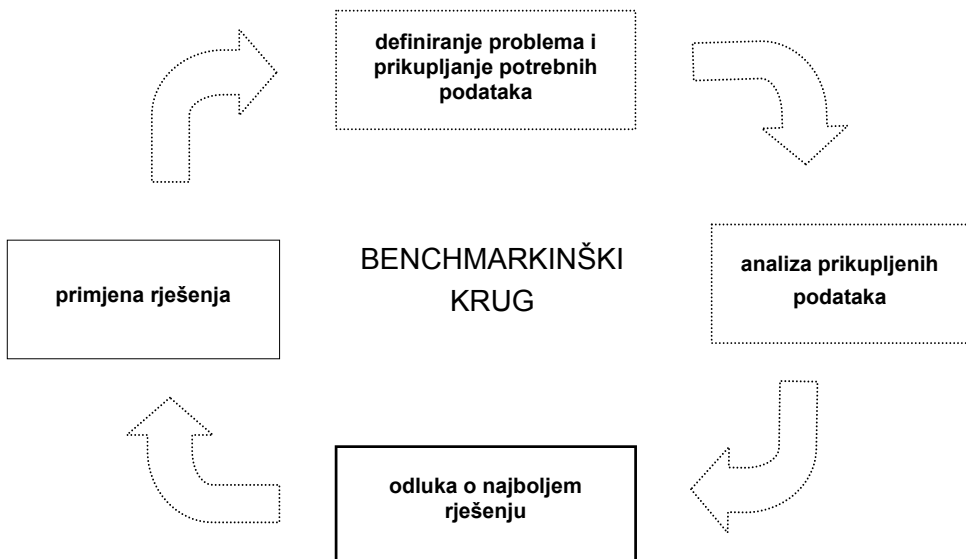 definiranje problema i
prikupljanje potrebnih
podataka
analiza prikupljenih
podataka
BENCHMARKINŠKI
KRUG
primjena rješenja
odluka o najboljem
rješenju